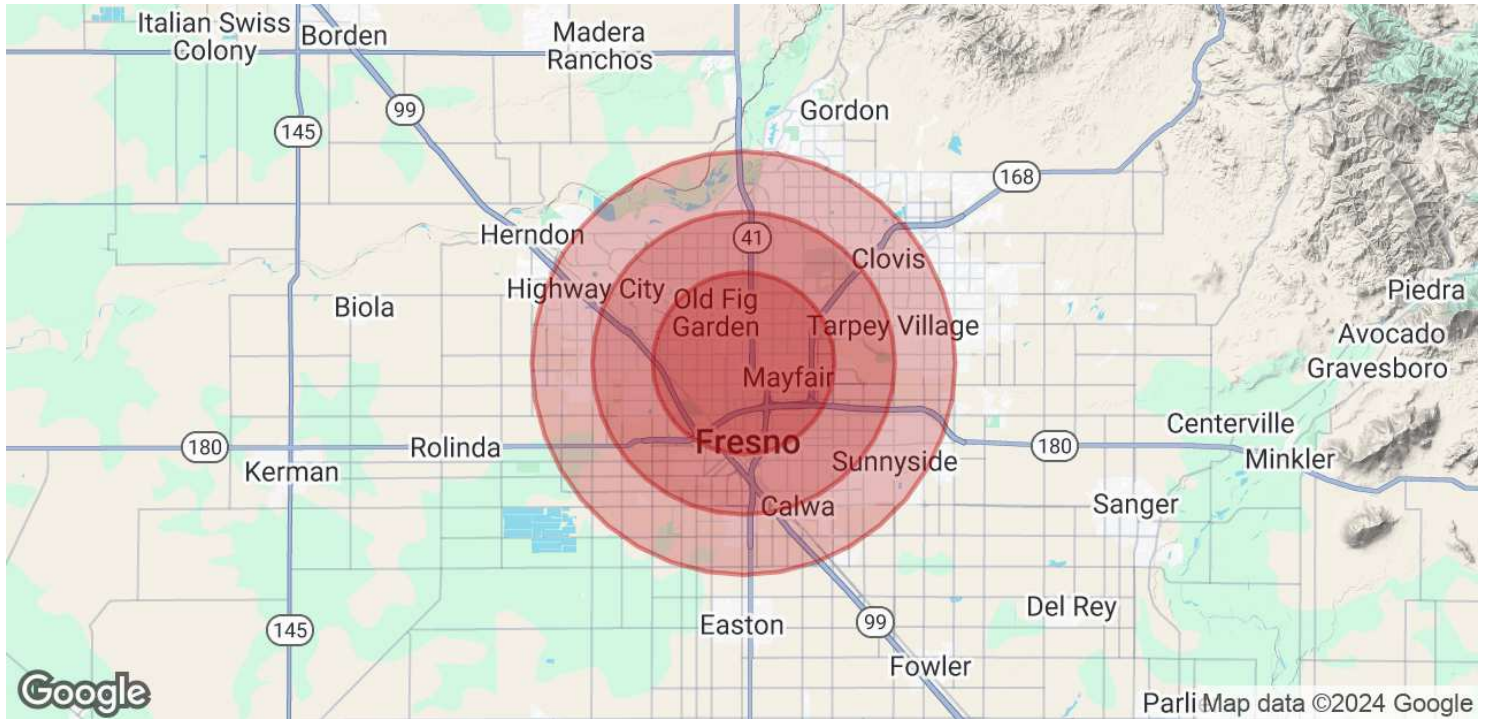 Italian Swiss
Colony
Borden
Madera
Ranchos
99
Gordon
145
168
Herndon
41
Clovis
Highway City
Old Fig
Garden
Biola
Tarpey Village
Piedra
Avocado
Gravesboro
Mayfair
180
Rolinda
Fresno
Kerman
Sunnyside
180
Centerville
Minkler
Calwa
Sanger
145
Easton
99
Del Rey
Fowler
Google
Parli
Map data ©2024 Google